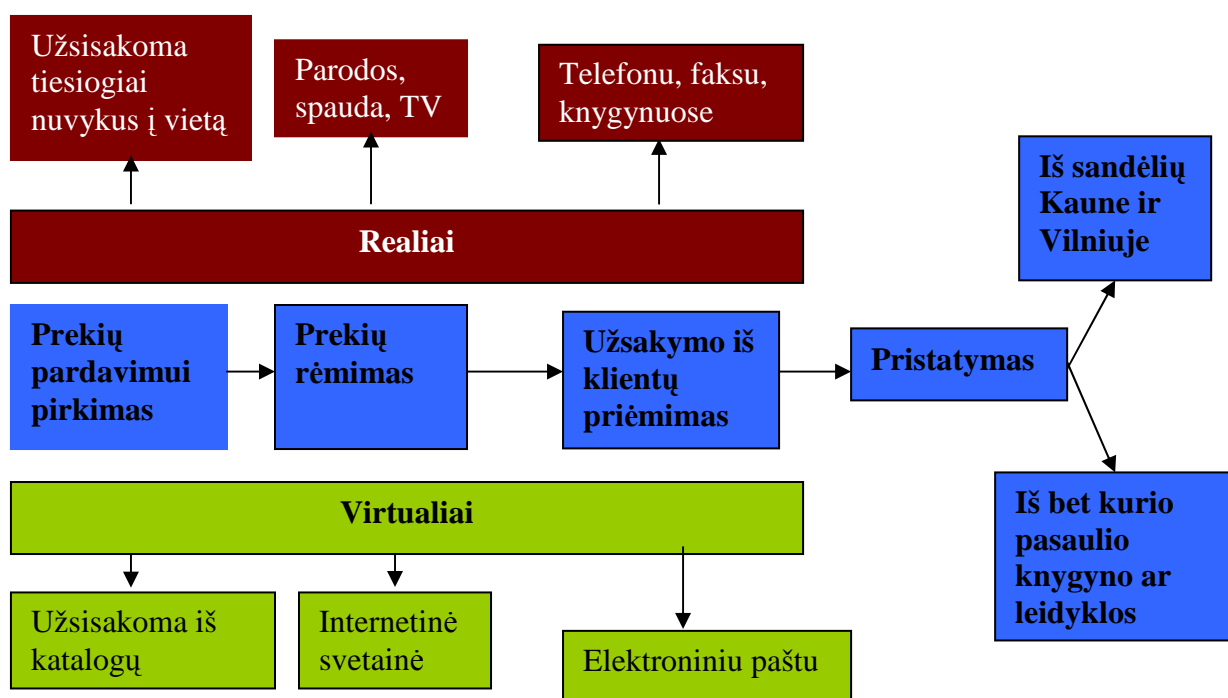 Užsisakoma
tiesiogiai
nuvykus į vietą
Parodos,
spauda, TV
Telefonu, faksu,
knygynuose
Realiai
Prekių
pardavimui
pirkimas
Prekių
rėmimas
Užsakymo iš
klientų
priėmimas
Pristatymas
Iš sandėlių
Kaune ir
Vilniuje
Iš bet kurio
pasaulio
knygyno ar
leidyklos
Virtualiai
Užsisakoma iš
katalogų
Internetinė
svetainė
Elektroniniu paštu